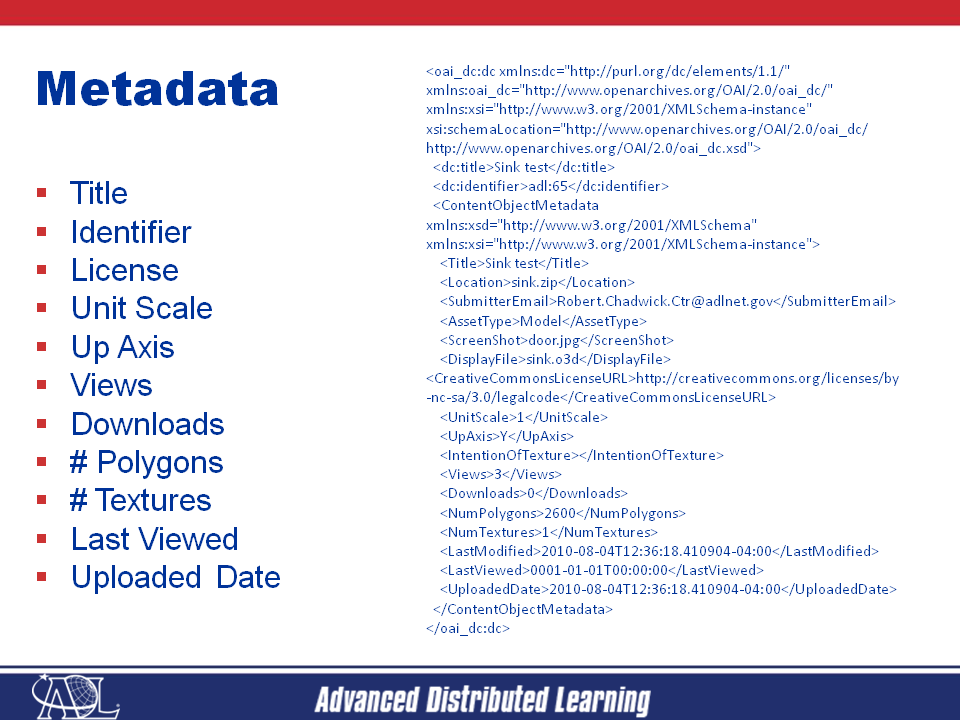 Metadata
Title
Identifier
License
Unit Scale
Up Axis
Views
Downloads
# Polygons
# Textures
Last Viewed
Uploaded Date
<oai_dc:dc xmlns:dc="http://purl.org/dc/elements/1.1/"
xmlns:oai_dc="http://www.openarchives.org/OAI/2.0/oai_dc/"
xmlns:xsi="http://www.w3.org/2001/XMLSchema-instance"
xsi:schemaLocation="http://www.openarchives.org/OAI/2.0/oai_dc/
http://www.openarchives.org/OAI/2.0/oai_dc.xsd">
<dc:title>Sink test</dc:title>
<dc:identifier>adl:65</dc:identifier>
<ContentObjectMetadata
xmlns:xsd="http://www.w3.org/2001/XMLSchema"
xmlns:xsi="http://www.w3.org/2001/XMLSchema-instance">
<Title>Sink test</Title>
<Location>sink.zip</Location>
<SubmitterEmail>Robert.Chadwick.Ctr@adlnet.gov</SubmitterEmail>
<AssetType>Model</AssetType>
<ScreenShot>door.jpg</ScreenShot>
<DisplayFile>sink.o3d</DisplayFile>
<CreativeCommonsLicenseURL>http://creativecommons.org/licenses/by
-nc-sa/3.0/legalcode</CreativeCommonsLicenseURL>
<UnitScale>1</UnitScale>
<UpAxis>Y</UpAxis>
<IntentionOfTexture></IntentionOfTexture>
<Views>3</Views>
<Downloads>0</Downloads>
<NumPolygons>2600</NumPolygons>
<NumTextures>1</NumTextures>
<LastModified>2010-08-04T12:36:18.410904-04:00</LastModified>
<LastViewed>0001-01-01T00:00:00</LastViewed>
<UploadedDate>2010-08-04T12:36:18.410904-04:00</UploadedDate>
</ContentObjectMetadata>
</oai_dc:dc>
ADL
Advanced Distributed Learning